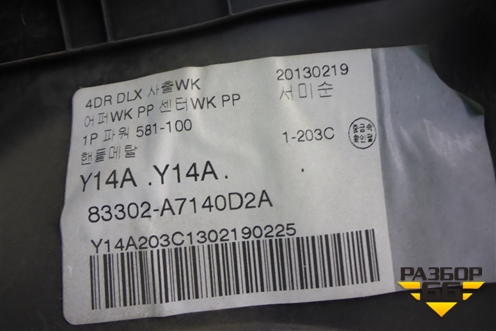 4DR DLX 사출WK
20130219
어퍼WK PP 센터WK PP
서미순
1P 파워 581-100
1-203C
핸들메탈
Y14A .Y14A .
83302-A7140D2A
Y14A203C1302190225
РАЗБОР
66